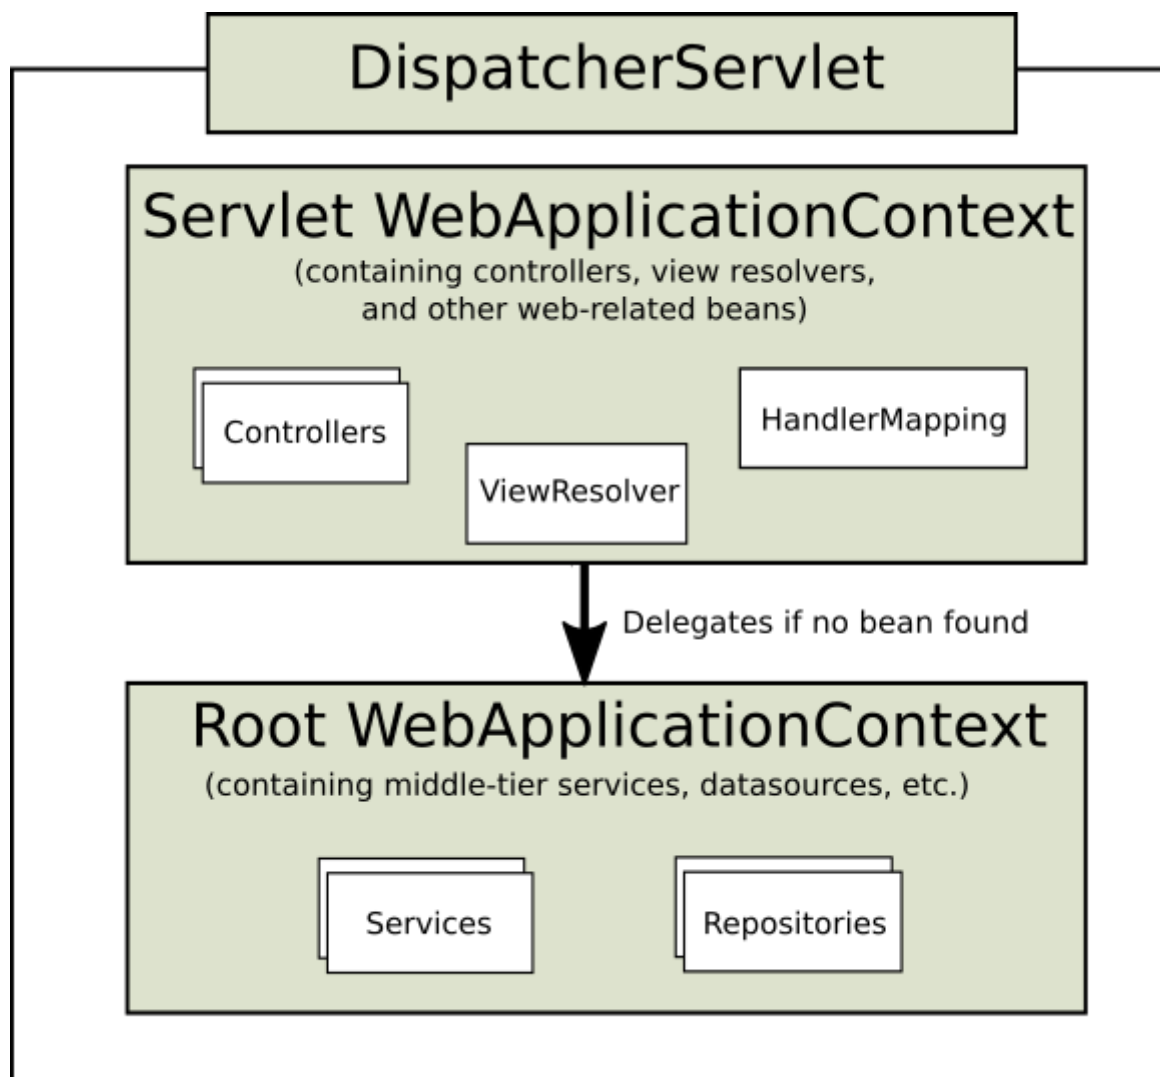 DispatcherServlet
Servlet WebApplicationContext
(containing controllers, view resolvers,
and other web-related beans)
Controllers
HandlerMapping
ViewResolver
Delegates if no bean found
Root WebApplicationContext
(containing middle-tier services, datasources, etc.)
Services
Repositories